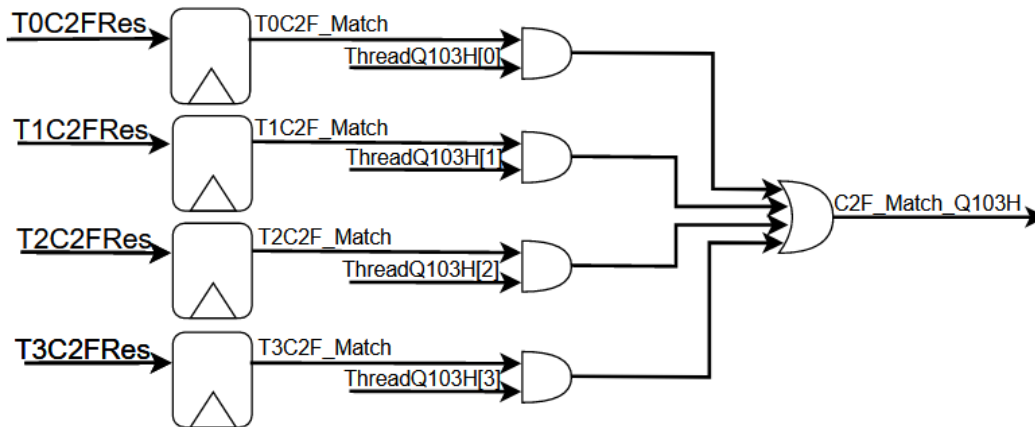 T0C2FRes
T0C2F_Match
ThreadQ103H[0]
T1C2FRes
T1C2F_Match
ThreadQ103H[1]
C2F_Match_Q103H
T2C2FRes
T2C2F_Match
ThreadQ103H[2]
T3C2FRes
T3C2F_Match
ThreadQ103H[3]